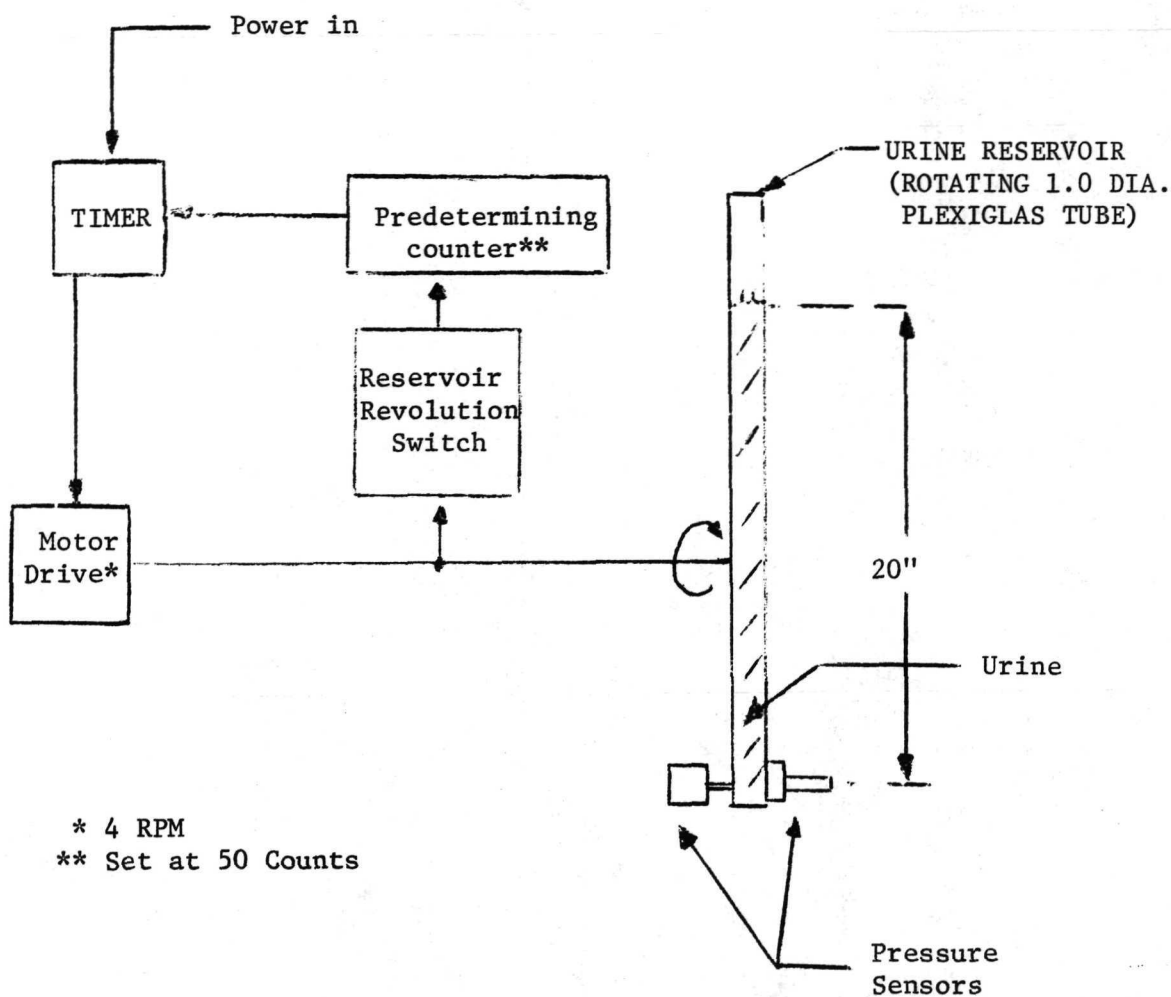 Power in
TIMER
Predetermining
counter**
URINE RESERVOIR
(ROTATING 1.0 DIA.
PLEXIGLAS TUBE)
Reservoir
Revolution
Switch
Motor
Drive*
20"
Urine
* 4 RPM
** Set at 50 Counts
Pressure
Sensors